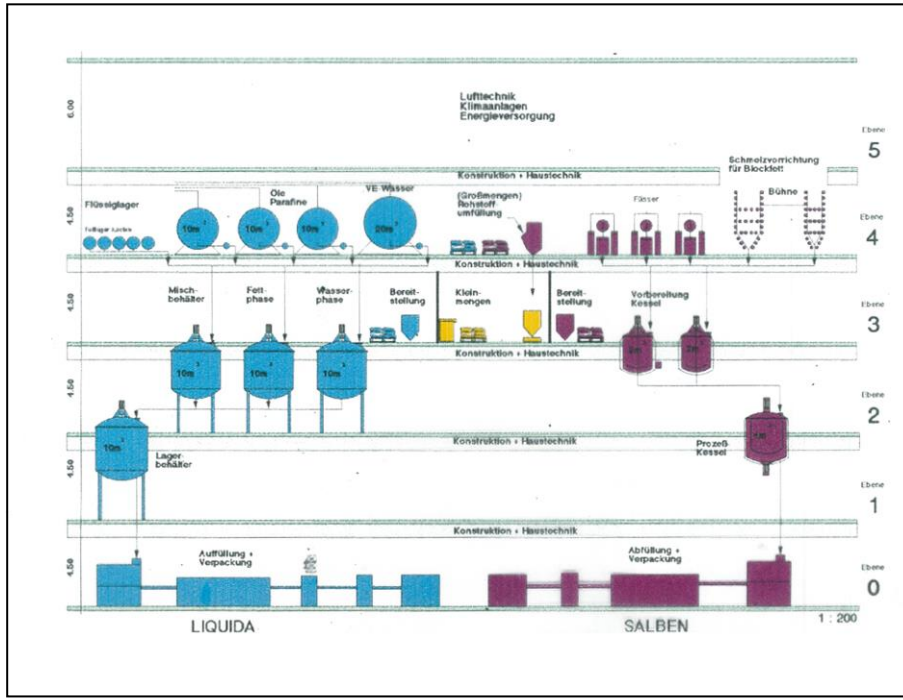 6.00
Lufttechnik
Klimaanlagen
Energieversorgung
Ebene
5
Konstruktion + Haustechnik
Schmelzvorrichtung
für Blockfett
Bühne
4.50
Flüssiglager
Öle
Parafine
VE-Wasser
(Großmengen)
Rohstoff-
umfüllung
Fässer
10m³
10m³
10m³
20m³
Ebene
4
Konstruktion + Haustechnik
4.50
Misch-
behälter
Fett-
phase
Wasser-
phase
Bereit-
stellung
Klein-
mengen
Bereit-
stellung
Vorbereitung
Kessel
Ebene
3
Konstruktion + Haustechnik
10m³
10m³
10m³
4.50
Ebene
2
Konstruktion + Haustechnik
10m³
Lager-
behälter
Prozeß-
Kessel
4.50
Ebene
1
Konstruktion + Haustechnik
4.50
Auffüllung +
Verpackung
Abfüllung +
Verpackung
Ebene
0
LIQUIDA
SALBEN
1 : 200